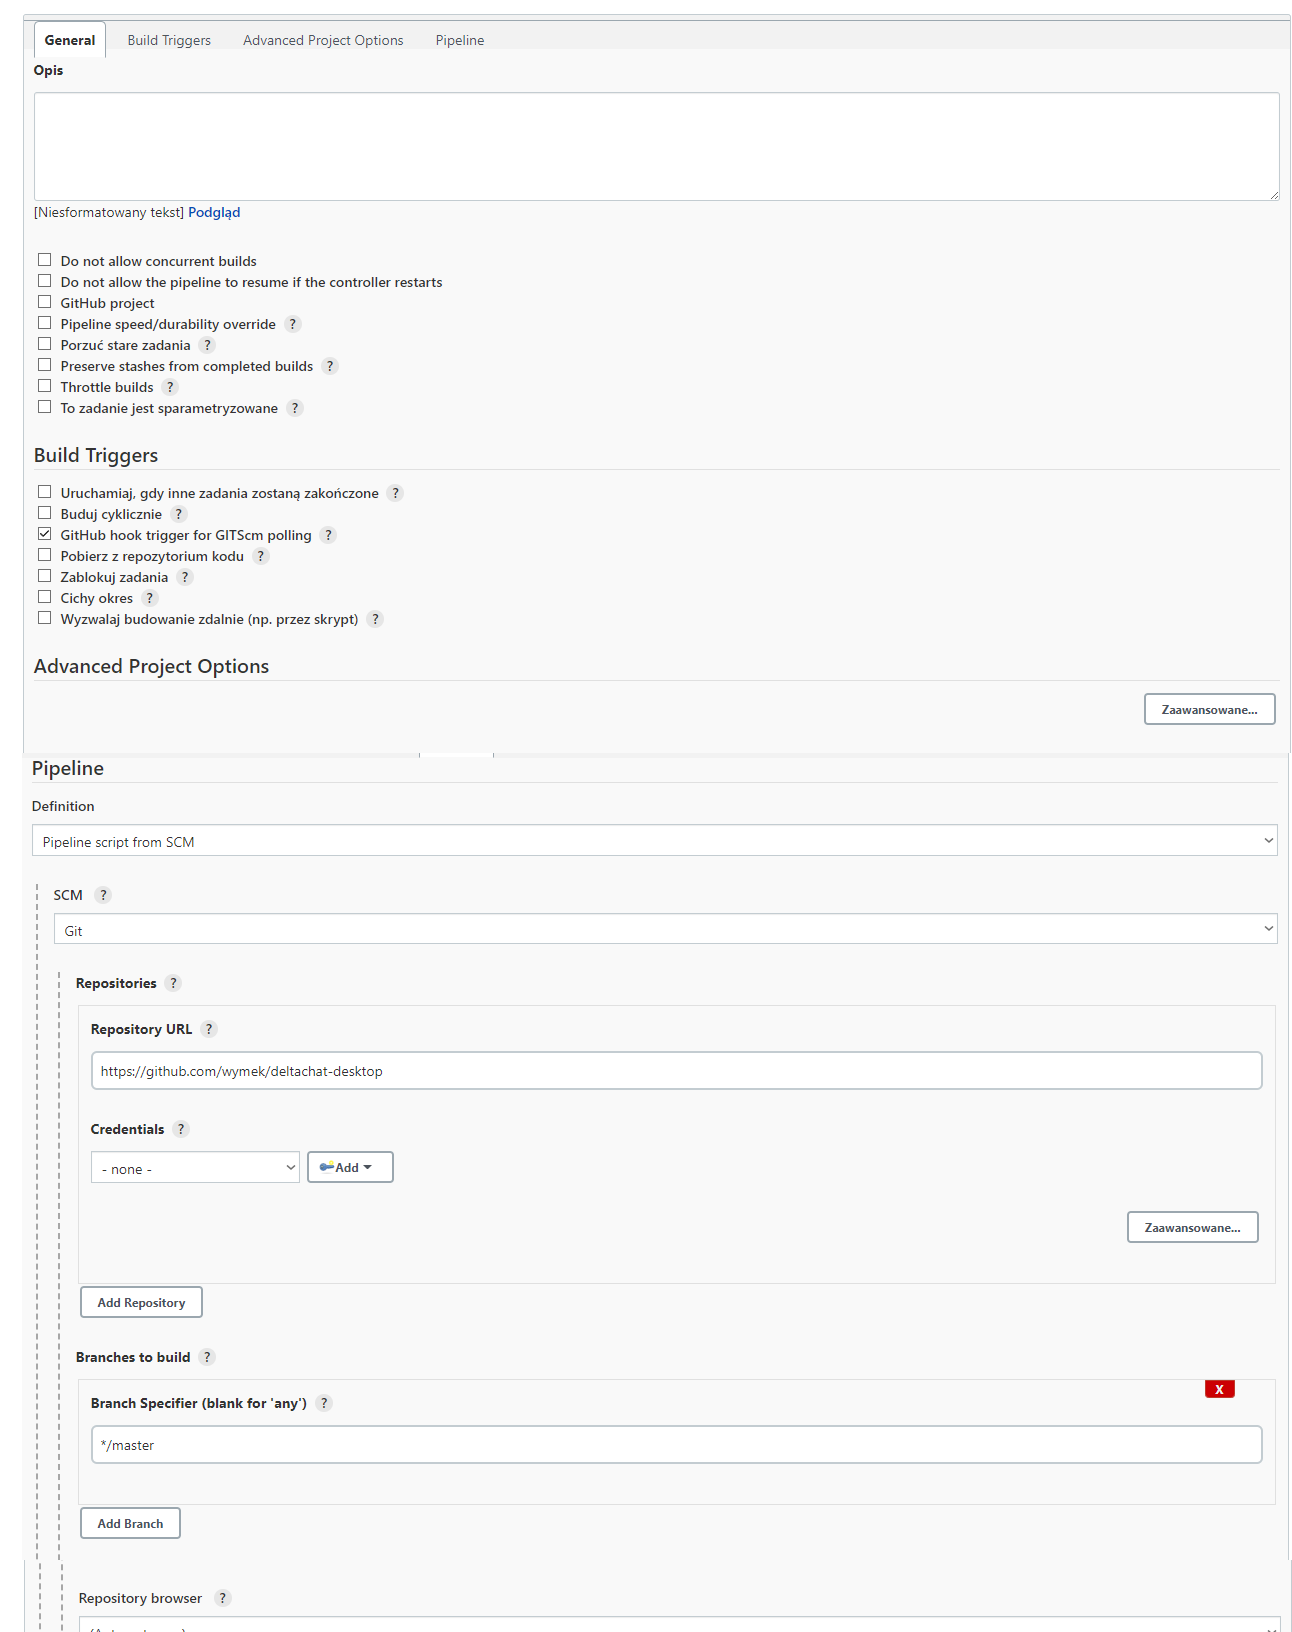 General Build Triggers Advanced Project Options Pipeline
Opis
[Niesformatowany tekst] Podgląd
Do not allow concurrent builds
Do not allow the pipeline to resume if the controller restarts
GitHub project
Pipeline speed/durability override ?
Porzuć stare zadania ?
Preserve stashes from completed builds ?
Throttle builds ?
To zadanie jest sparametryzowane ?
Build Triggers
Uruchamiaj, gdy inne zadania zostaną zakończone ?
Buduj cyklicznie ?
GitHub hook trigger for GITScm polling ?
Pobierz z repozytorium kodu ?
Zablokuj zadania ?
Cichy okres ?
Wyzwalaj budowanie zdalnie (np. przez skrypt) ?
Advanced Project Options
Zaawansowane...
Pipeline
Definition
Pipeline script from SCM
SCM ?
Git
Repositories ?
Repository URL ?
https://github.com/wymek/deltachat-desktop
Credentials ?
- none - Add
Zaawansowane...
Add Repository
Branches to build ?
X
Branch Specifier (blank for 'any') ?
*/master
Add Branch
Repository browser ?